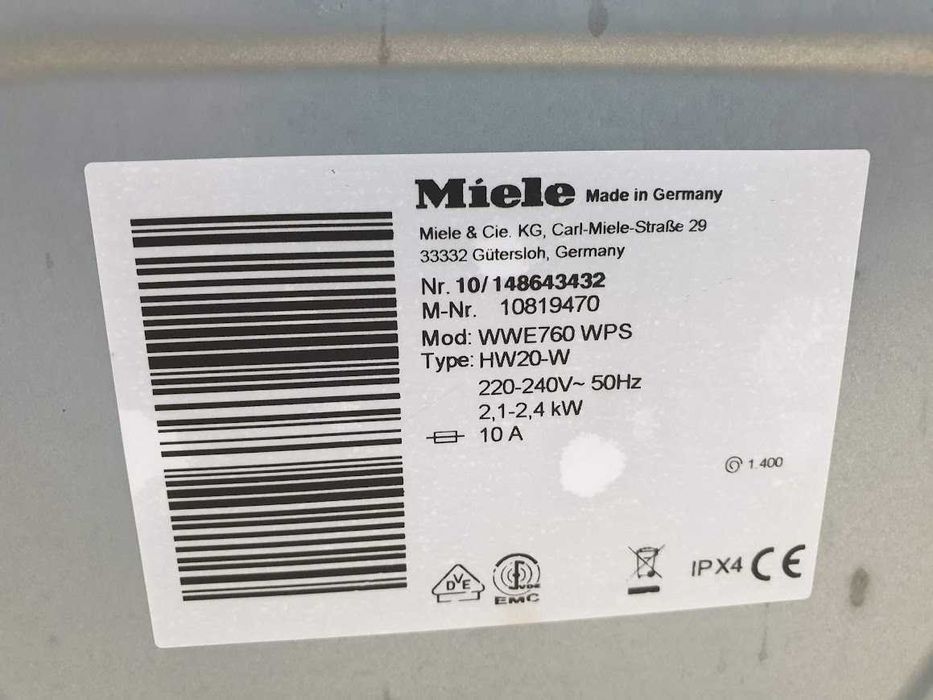 Miele Made in Germany
Miele & Cie. KG, Carl-Miele-Straße 29
33332 Gütersloh, Germany
Nr. 10/148643432
M-Nr. 10819470
Mod: WWE760 WPS
Type: HW20-W
220-240V~ 50Hz
2,1-2,4 kW
10 A
1.400
DVE
VDE
EMC
IPX4 CE